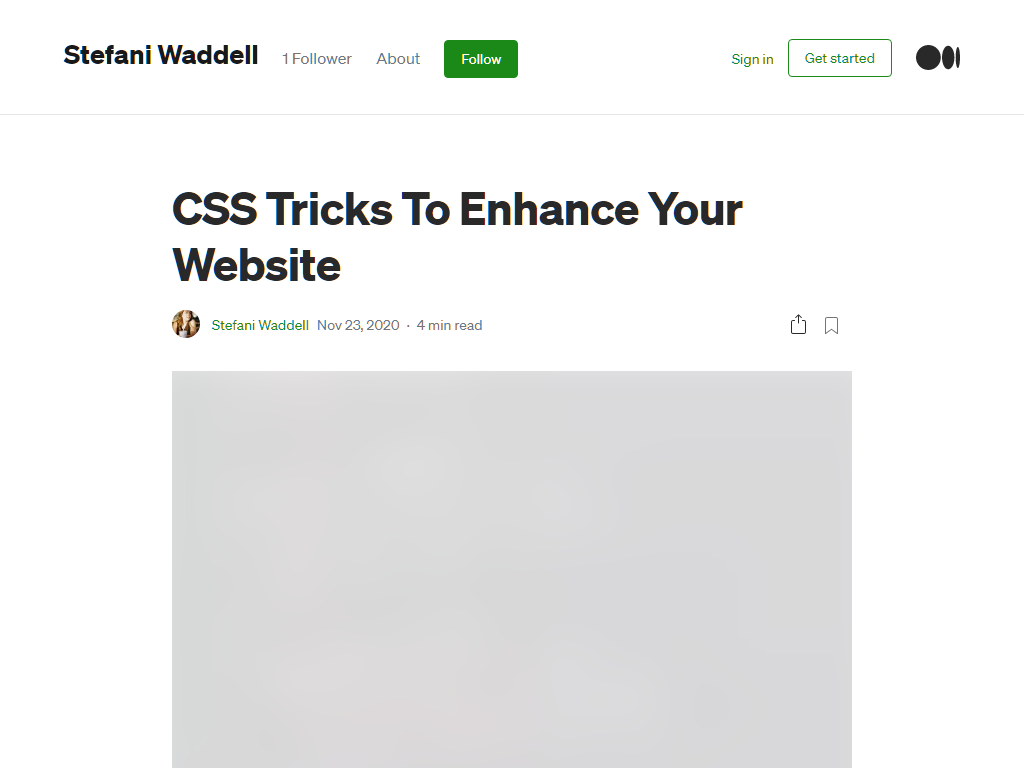 Stefani Waddell
1 Follower
About
Follow
Sign in
Get started
CSS Tricks To Enhance Your
Website
Stefani Waddell Nov 23, 2020 · 4 min read